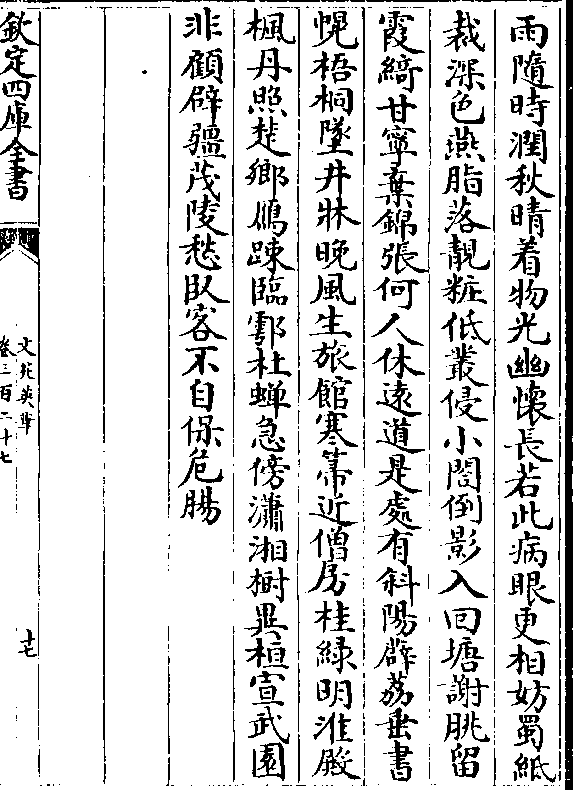 雨隨時潤秋晴着物光幽懐長若此病眼更相妨蜀紙
裁深色燕脂落靚粧低叢侵小閣倒影入回塘謝朓留
霞綺甘寧棄錦張何人休遠道是處有斜陽薜荔垂書
幌梧桐墜井牀晚風生旅館寒籟近僧房桂緑明淮殿
楓丹照楚鄉鴈疎臨鄠杜蟬急傍瀟湘樹異桓宣武園
非顧辟疆茂陵愁卧客不自保危腸
欽定四庫全書
文苑英華
卷三百二十七
十七